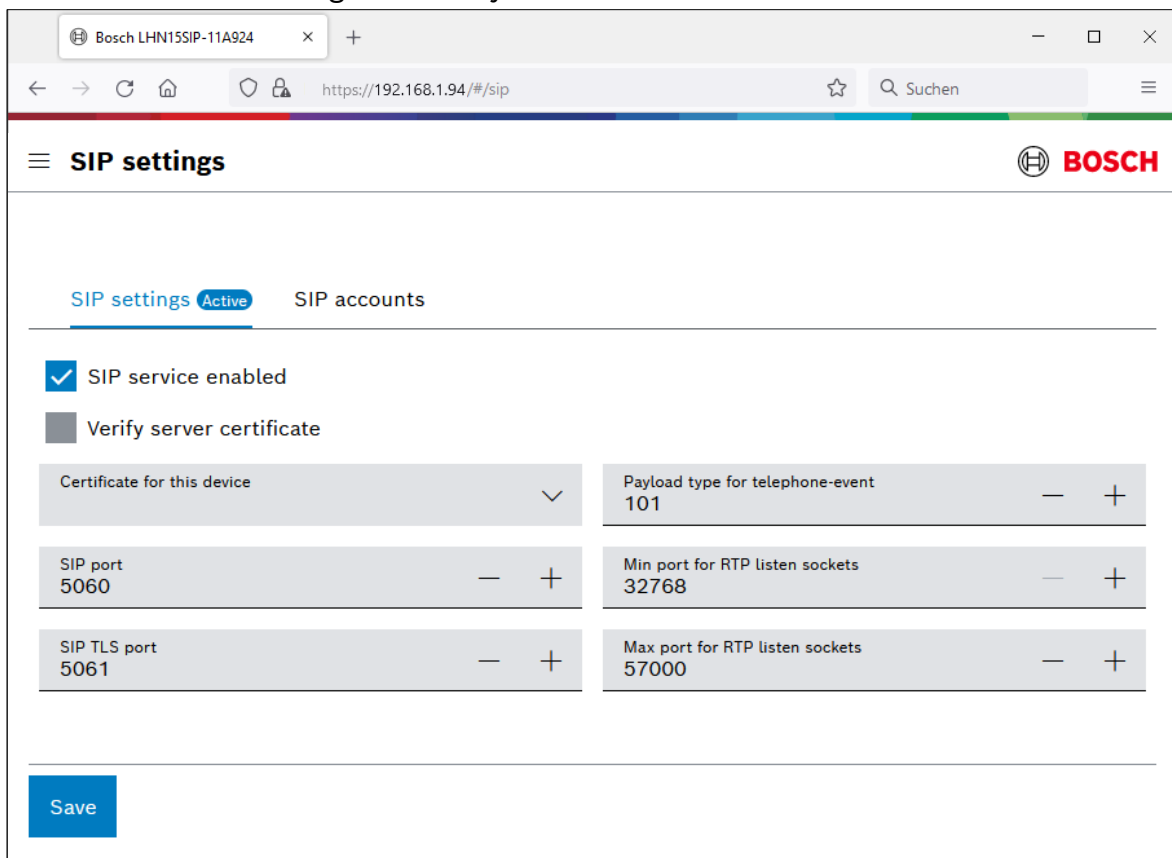 Bosch LHN15SIP-11A924
https://192.168.1.94/#/sip
Suchen
SIP settings
BOSCH
SIP settings Active SIP accounts
SIP service enabled
Verify server certificate
Certificate for this device
Payload type for telephone-event
101
SIP port
5060
Min port for RTP listen sockets
32768
SIP TLS port
5061
Max port for RTP listen sockets
57000
Save